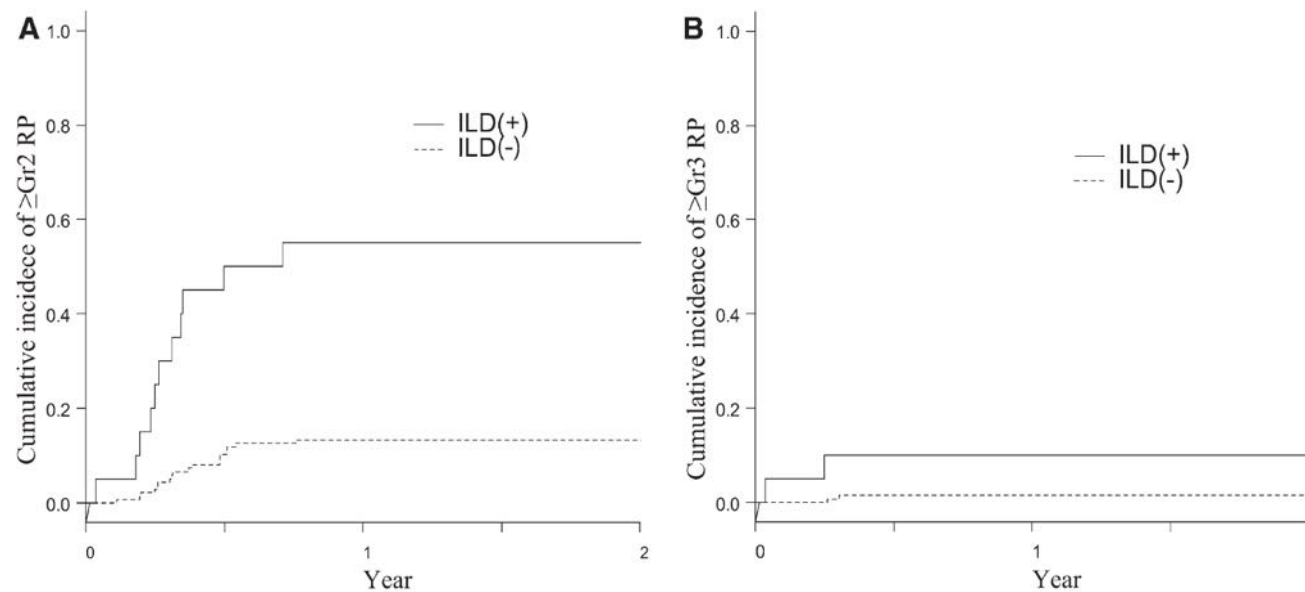 A
Cumulative incidece of ≥Gr2 RP
1.0
0.8
0.6
0.4
0.2
0.0
ILD(+)
ILD(-)
0
1
2
Year
B
Cumulative incidence of ≥Gr3 RP
1.0
0.8
0.6
0.4
0.2
0.0
ILD(+)
ILD(-)
0
1
Year